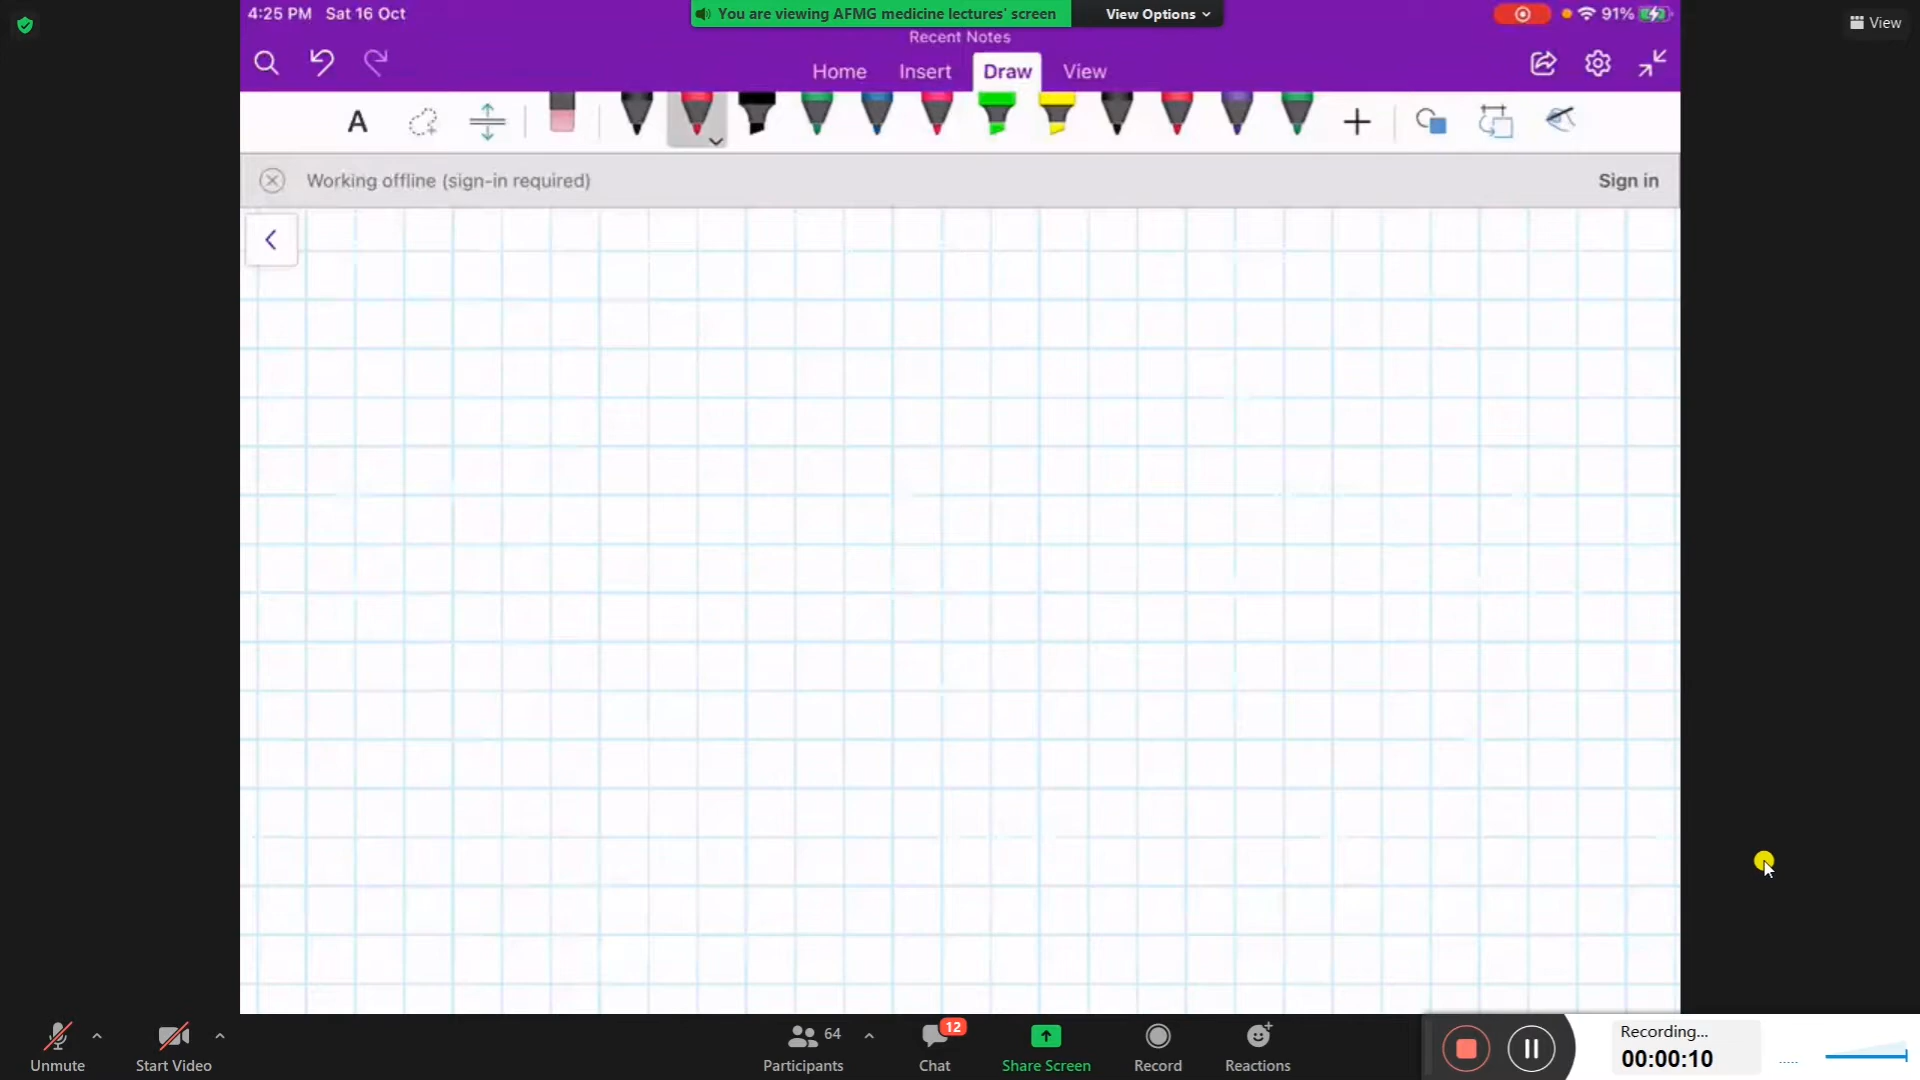 4:25 PM Sat 16 Oct
You are viewing AFMG medicine lectures' screen
View Options
91%
View
Recent Notes
Home Insert Draw View
A
Working offline (sign-in required)
Sign in
Unmute
Start Video
64
Participants
12
Chat
Share Screen
Record
Reactions
Recording...
00:00:10
.....